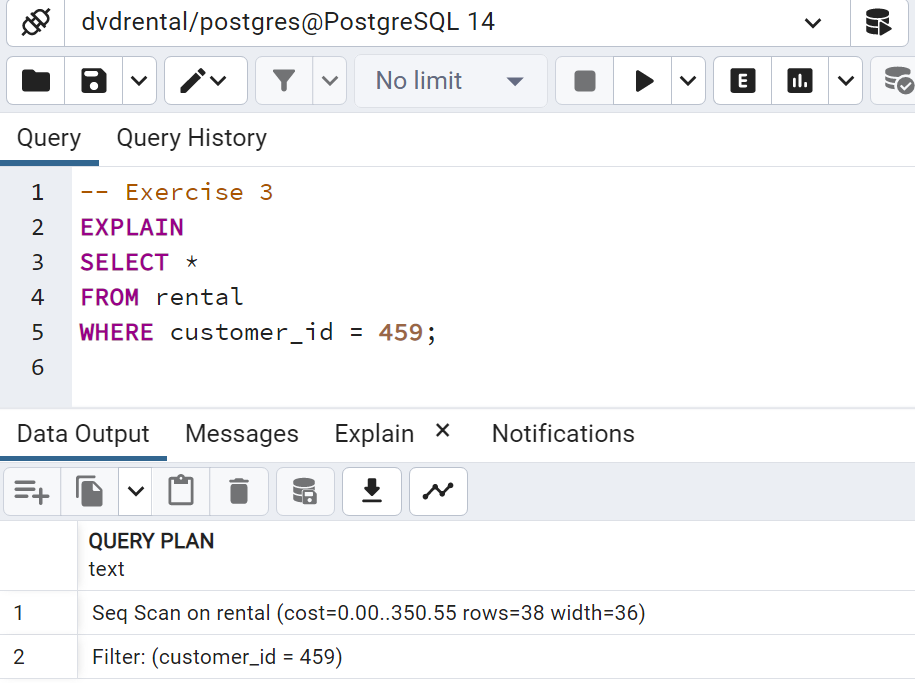 dvdrental/postgres@PostgreSQL 14
No limit
E
Query Query History
1 -- Exercise 3
2 EXPLAIN
3 SELECT *
4 FROM rental
5 WHERE customer_id = 459;
6
Data Output Messages Explain × Notifications
QUERY PLAN
text
1 Seq Scan on rental (cost=0.00..350.55 rows=38 width=36)
2 Filter: (customer_id = 459)